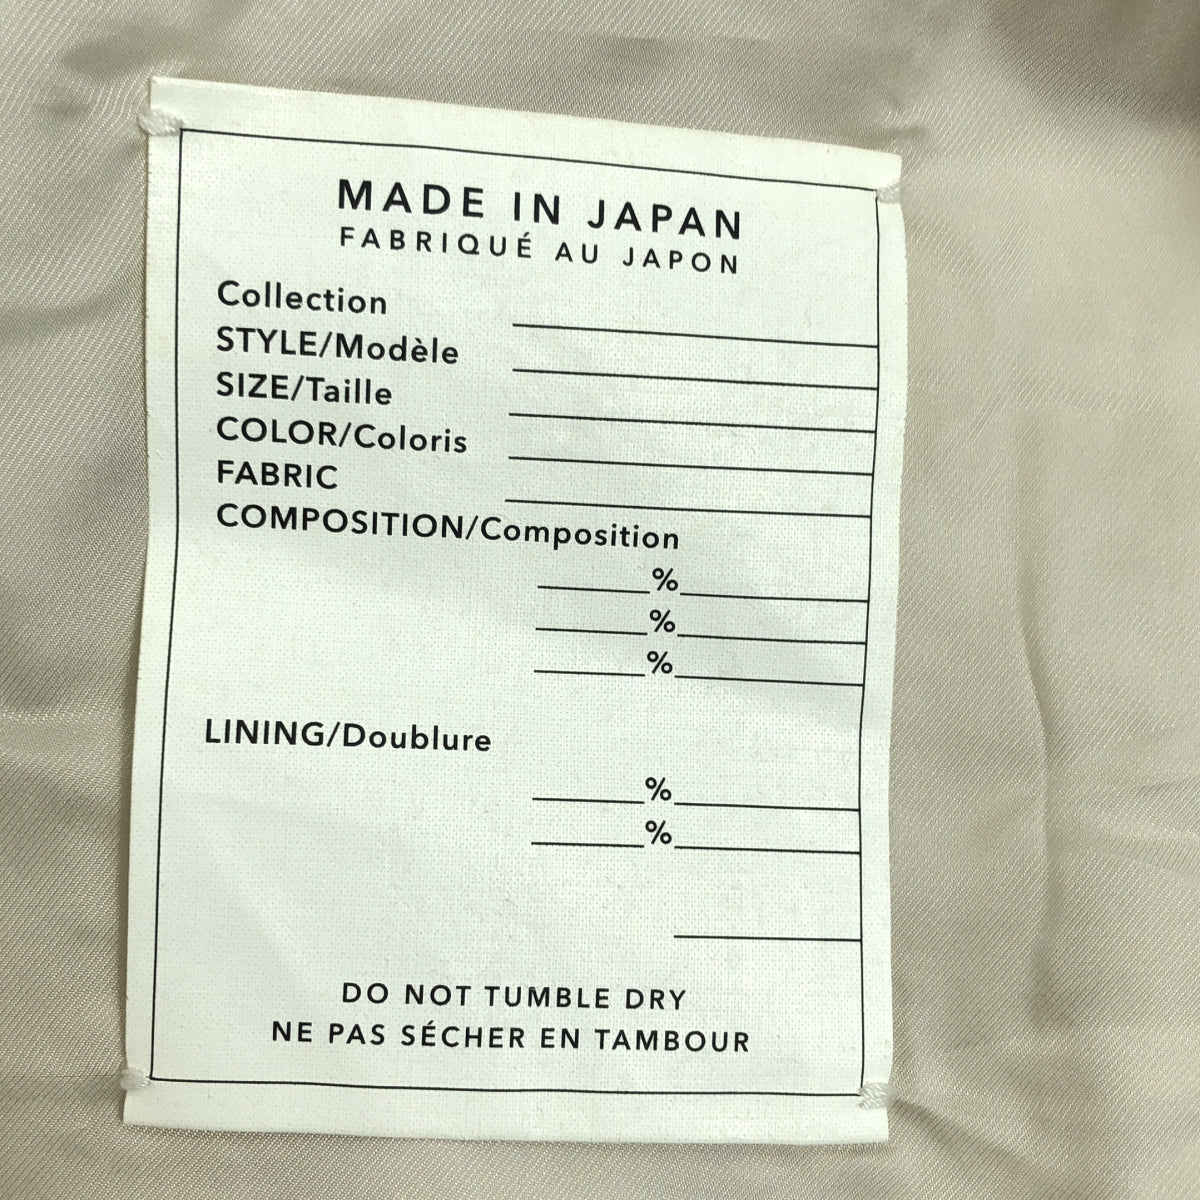 MADE IN JAPAN
FABRIQUÉ AU JAPON
Collection
STYLE/Modèle
SIZE/Taille
COLOR/Coloris
FABRIC
COMPOSITION/Composition
%
%
%
LINING/Doublure
%
%
DO NOT TUMBLE DRY
NE PAS SÉCHER EN TAMBOUR